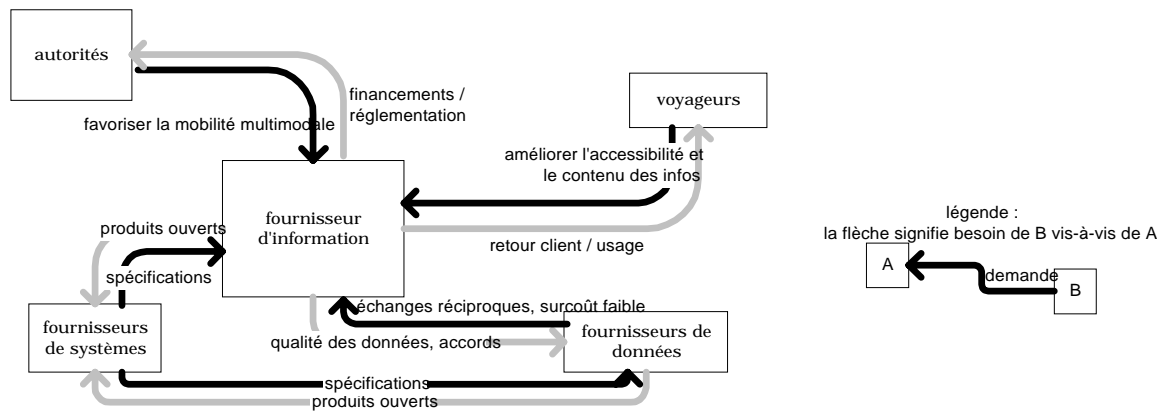 autorités
financements /
réglementation
favoriser la mobilité multimodale
voyageurs
améliorer l'accessibilité et
le contenu des infos
fournisseur
d'information
retour client / usage
produits ouverts
spécifications
légende :
la flèche signifie besoin de B vis-à-vis de A
A
demande
B
échanges réciproques, surcoût faible
fournisseurs
de systèmes
qualité des données, accords
fournisseurs de
données
spécifications
produits ouverts